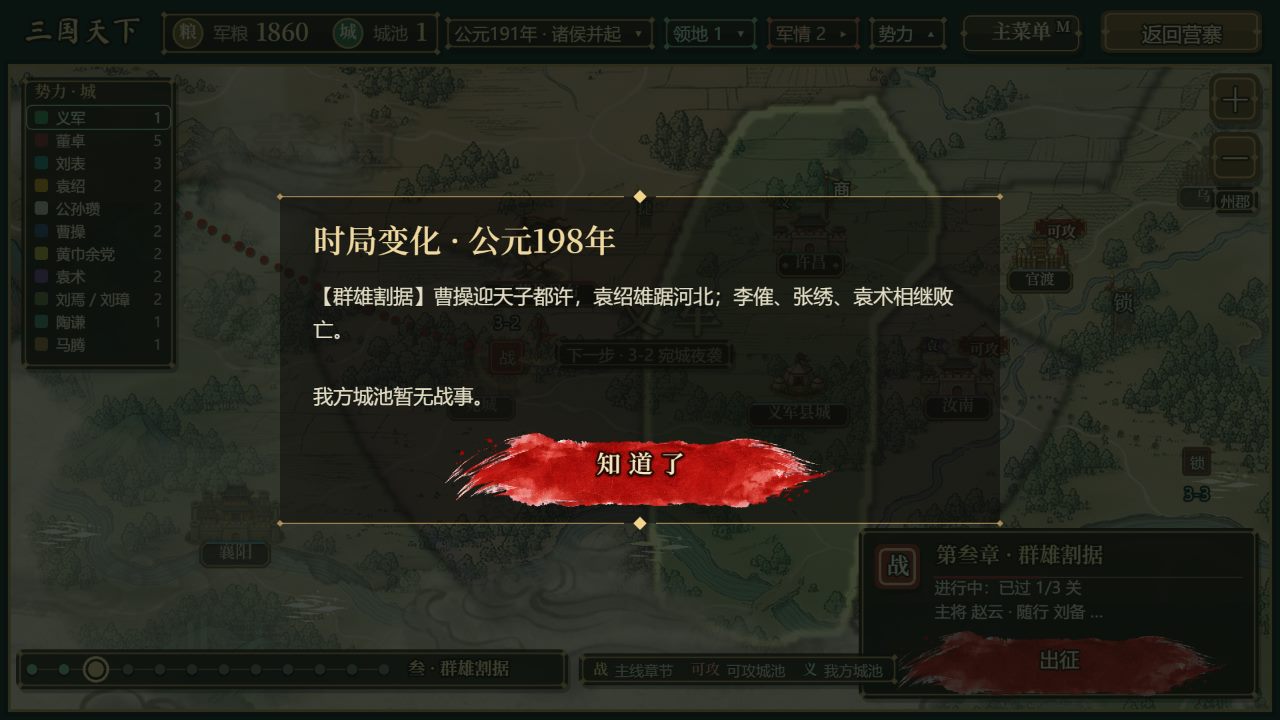 三国天下
粮 军粮 1860 城 城池 1
公元191年 · 诸侯并起 ▾
领地 1 ▾
军情 2 ▸
势力 ▴
主菜单 M
返回营寨
势力 · 城
义军 1
董卓 5
刘表 3
袁绍 2
公孙瓒 2
曹操 2
黄巾余党 2
袁术 2
刘焉 / 刘璋 2
陶谦 1
马腾 1
商
州郡
可攻
官渡
许昌
锁
时局变化 · 公元198年
【群雄割据】曹操迎天子都许，袁绍雄踞河北；李傕、张绣、袁术相继败
亡。
我方城池暂无战事。
知道了
3-2
战
下一步 · 3-2 宛城夜袭
义军
袁
可攻
汝南
义军县城
锁
3-3
襄阳
战
第叁章 · 群雄割据
进行中：已过 1/3 关
主将 赵云 · 随行 刘备 ...
出征
叁 · 群雄割据
战 主线章节 可攻 可攻城池 义 我方城池